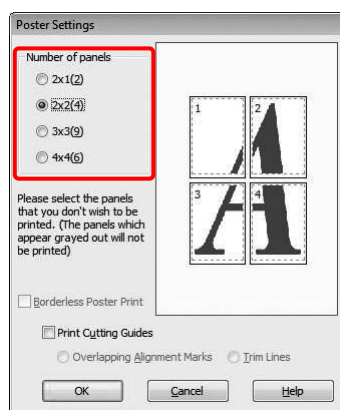 Poster Settings
Number of panels
2x1(2)
2x2(4)
3x3(9)
4x4(6)
1
2
3
4
Please select the panels
that you don't wish to be
printed. (The panels which
appear grayed out will not
be printed)
Borderless Poster Print
Print Cutting Guides
Overlapping Alignment Marks
Trim Lines
OK
Cancel
Help